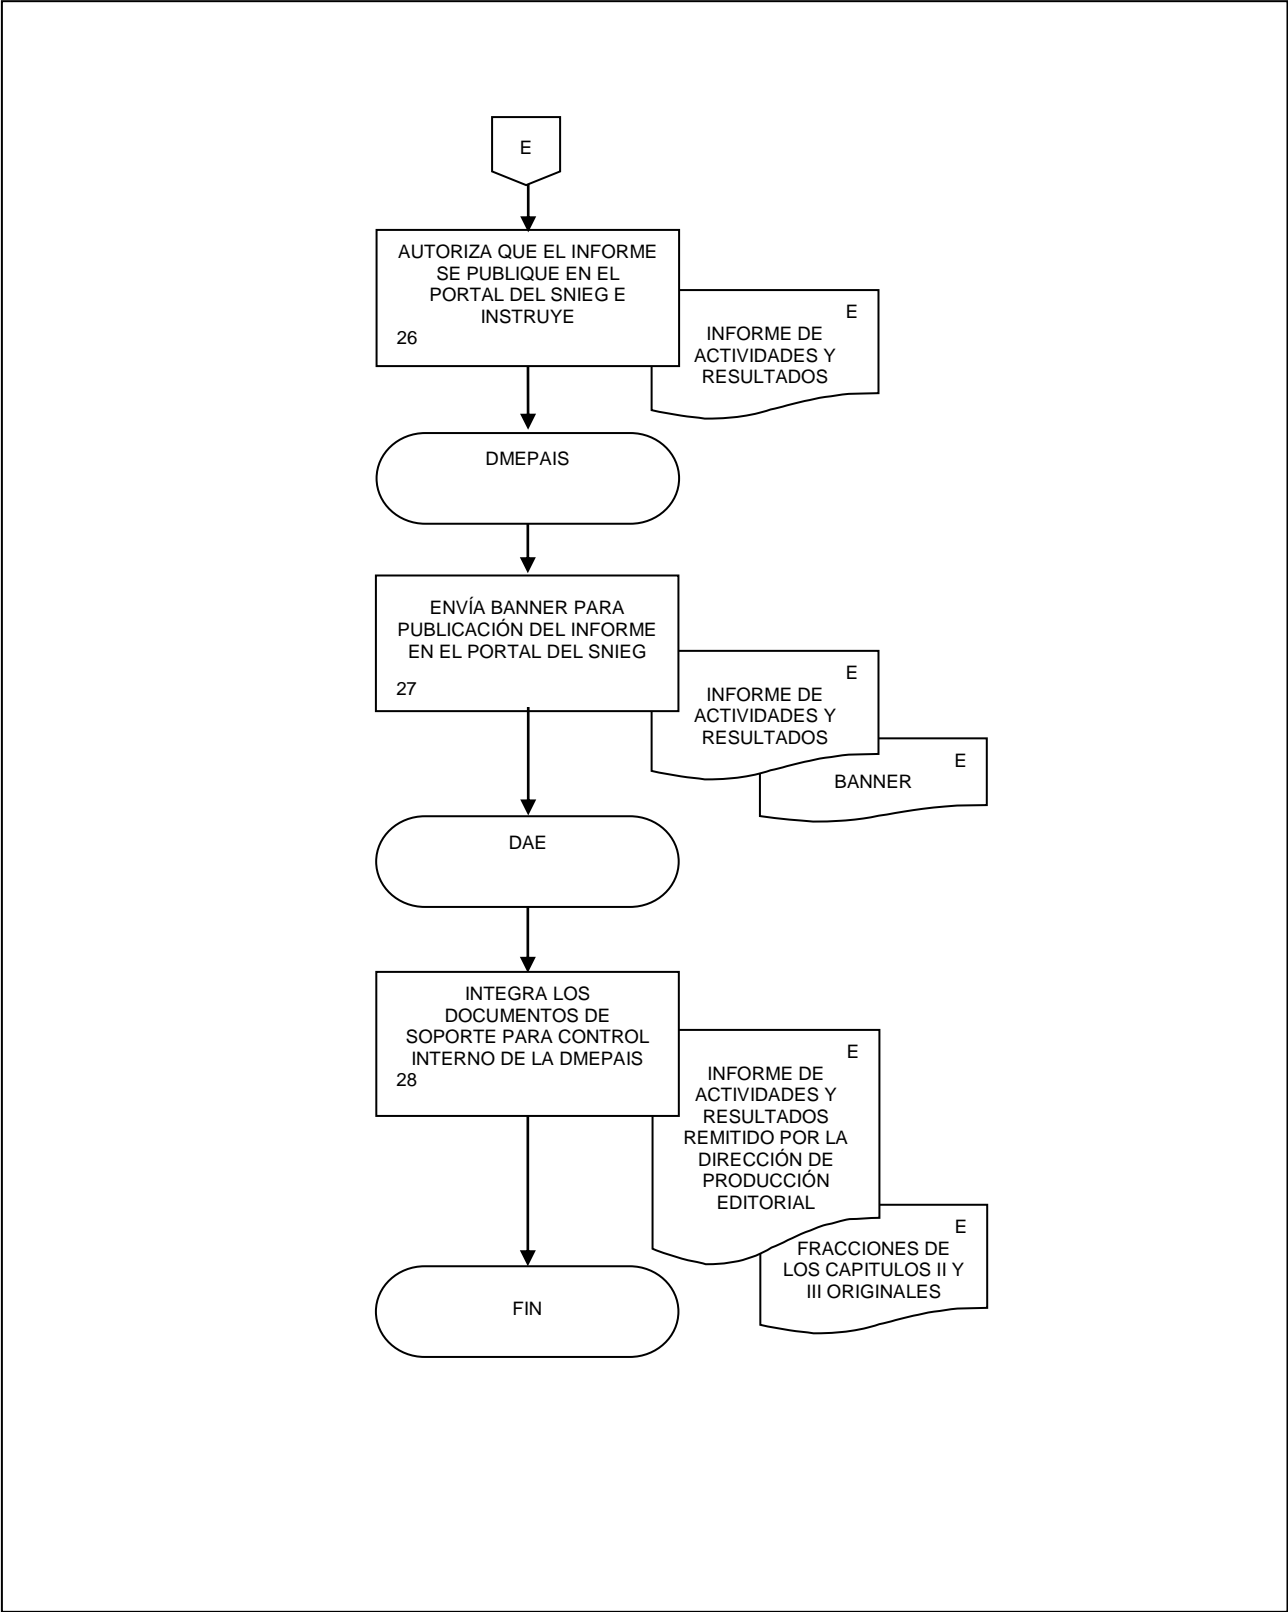 E
AUTORIZA QUE EL INFORME
SE PUBLIQUE EN EL
PORTAL DEL SNIEG E
INSTRUYE
26
E
INFORME DE
ACTIVIDADES Y
RESULTADOS
DMEPAIS
ENVÍA BANNER PARA
PUBLICACIÓN DEL INFORME
EN EL PORTAL DEL SNIEG
27
E
INFORME DE
ACTIVIDADES Y
RESULTADOS
E
BANNER
DAE
INTEGRA LOS
DOCUMENTOS DE
SOPORTE PARA CONTROL
INTERNO DE LA DMEPAIS
28
E
INFORME DE
ACTIVIDADES Y
RESULTADOS
REMITIDO POR LA
DIRECCIÓN DE
PRODUCCIÓN
EDITORIAL
E
FRACCIONES DE
LOS CAPITULOS II Y
III ORIGINALES
FIN